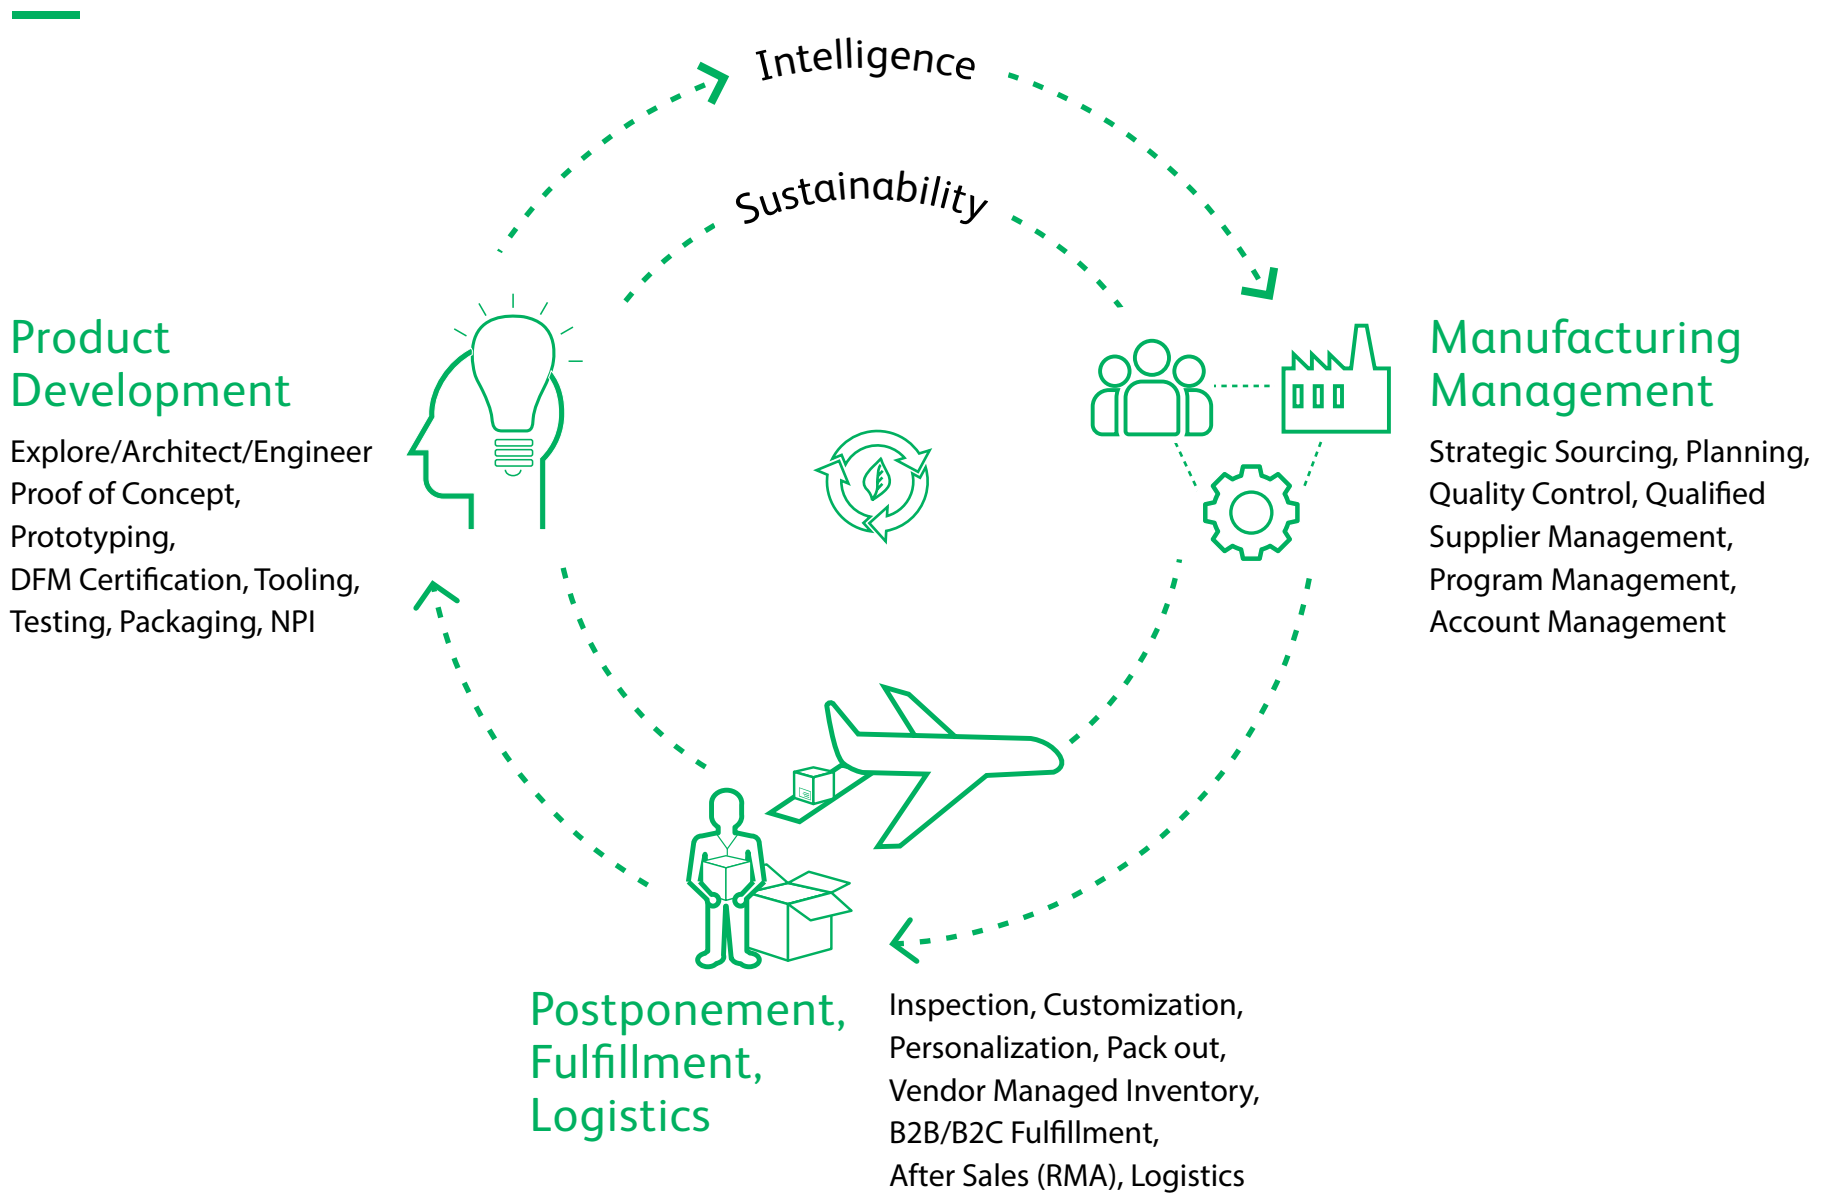 Intelligence
Sustainability
Product
Development
Explore/Architect/Engineer
Proof of Concept,
Prototyping,
DFM Certification, Tooling,
Testing, Packaging, NPI
Manufacturing
Management
Strategic Sourcing, Planning,
Quality Control, Qualified
Supplier Management,
Program Management,
Account Management
Postponement,
Fulfillment,
Logistics
Inspection, Customization,
Personalization, Pack out,
Vendor Managed Inventory,
B2B/B2C Fulfillment,
After Sales (RMA), Logistics